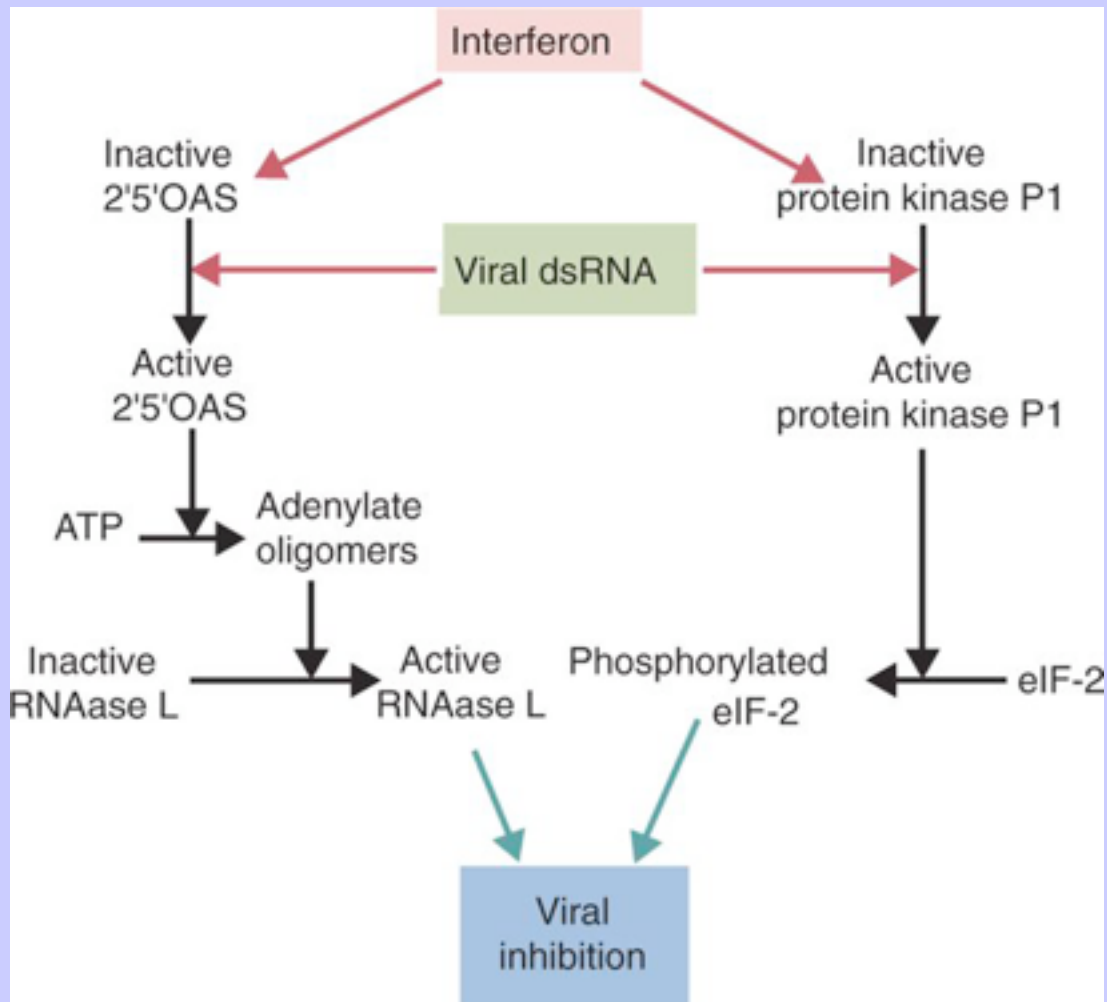 Interferon
Inactive
2'5'OAS
Inactive
protein kinase P1
Viral dsRNA
Active
2'5'OAS
Active
protein kinase P1
ATP
Adenylate
oligomers
Inactive
RNAase L
Active
RNAase L
Phosphorylated
eIF-2
eIF-2
Viral
inhibition